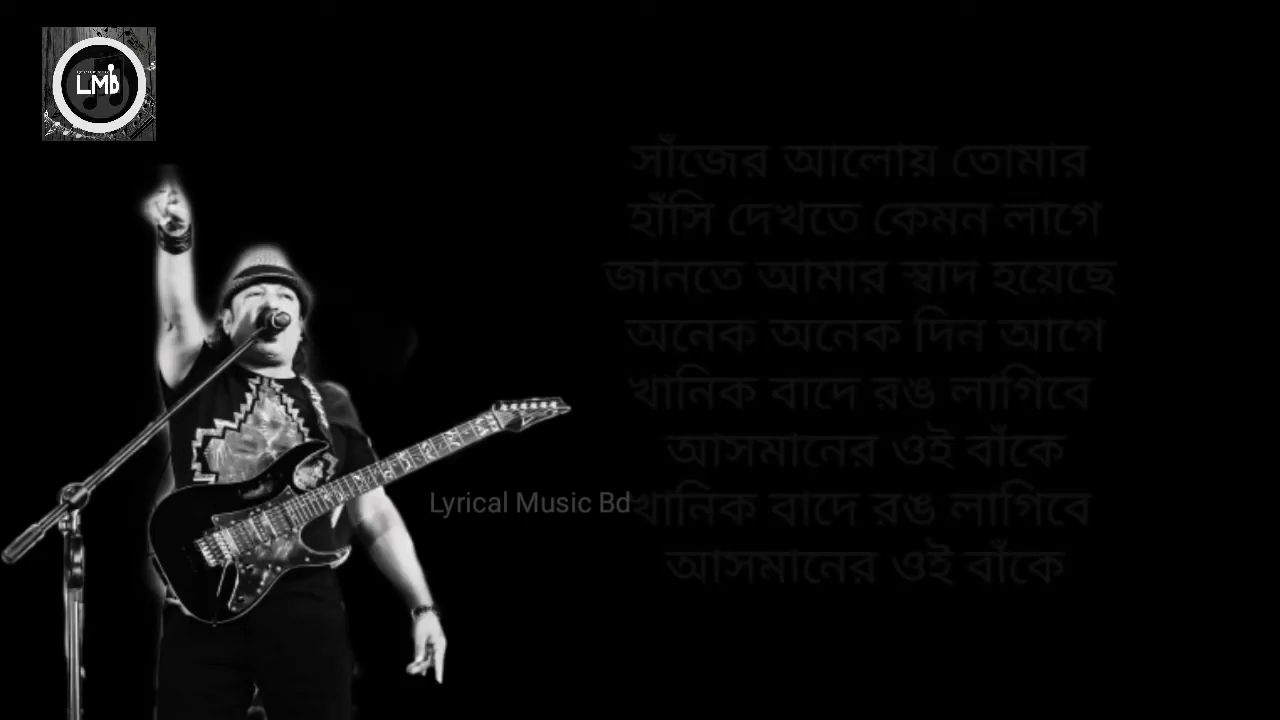 LMb
সাঁজের আলোয় তোমার
হাঁসি দেখতে কেমন লাগে
জানতে আমার স্বাদ হয়েছে
অনেক অনেক দিন আগে
খানিক বাদে রঙ লাগিবে
আসমানের ওই বাঁকে
Lyrical Music Bd
খানিক বাদে রঙ লাগিবে
আসমানের ওই বাঁকে